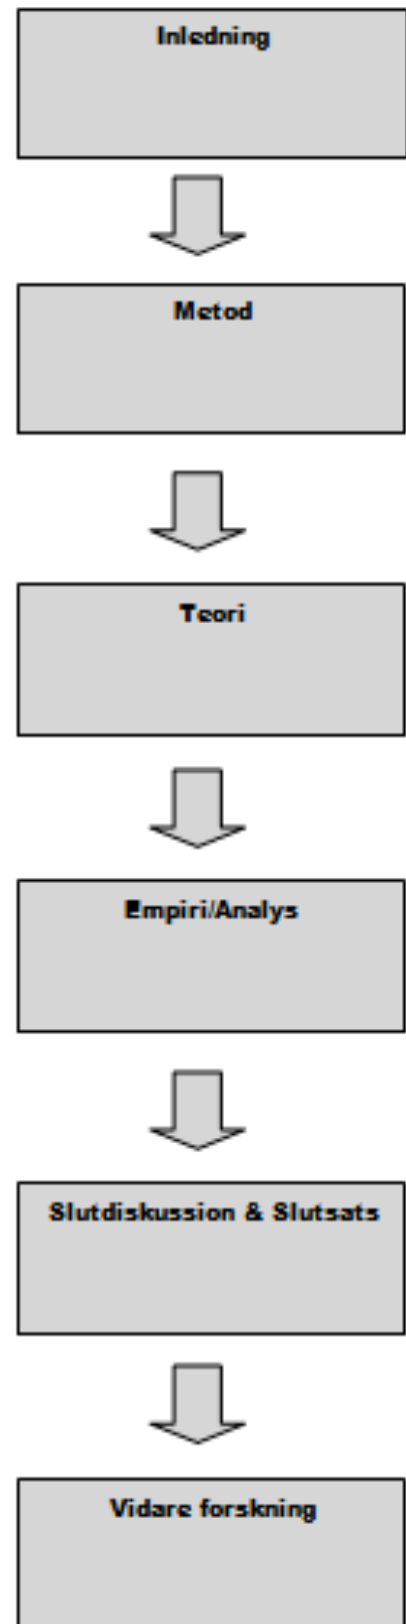 Inledning
Metod
Teori
Empiri/Analys
Slutdiskussion & Slutsats
Vidare forskning